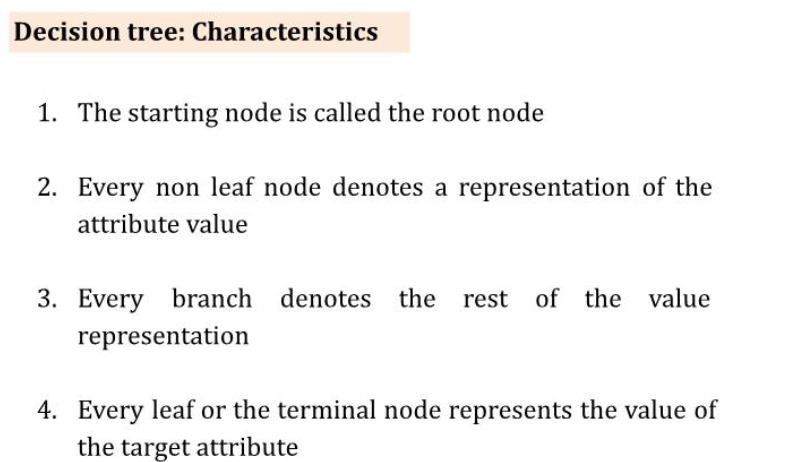 Decision tree: Characteristics
1. The starting node is called the root node
2. Every non leaf node denotes a representation of the
attribute value
3. Every branch denotes the rest of the value
representation
4. Every leaf or the terminal node represents the value of
the target attribute